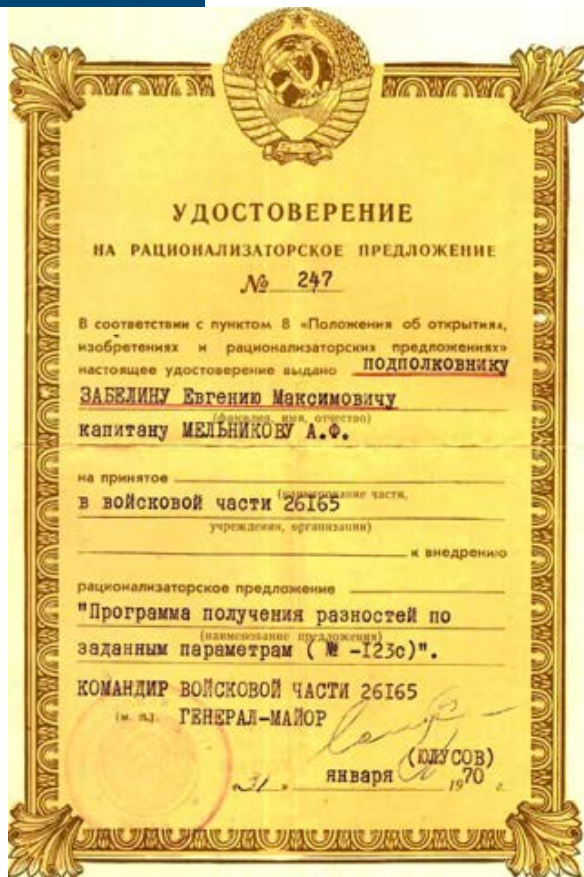 УДОСТОВЕРЕНИЕ
НА РАЦИОНАЛИЗАТОРСКОЕ ПРЕДЛОЖЕНИЕ
№ 247
В соответствии с пунктом 8 «Положения об открытиях,
изобретениях и рационализаторских предложениях»
настоящее удостоверение выдано подполковнику
ЗАБЕЛИНУ Евгению Максимовичу
(фамилия, имя, отчество)
капитану МЕЛЬНИКОВУ А.Ф.
на принятое
(наименование части,
в войсковой части 26165
учреждения, организации)
к внедрению
рационализаторское предложение
"Программа получения разностей по
(наименование предложения)
заданным параметрам ( № -123с)".
КОМАНДИР ВОЙСКОВОЙ ЧАСТИ 26165
(м. п.) ГЕНЕРАЛ-МАЙОР
(ЮЛУСОВ)
„31" января 1970 г.